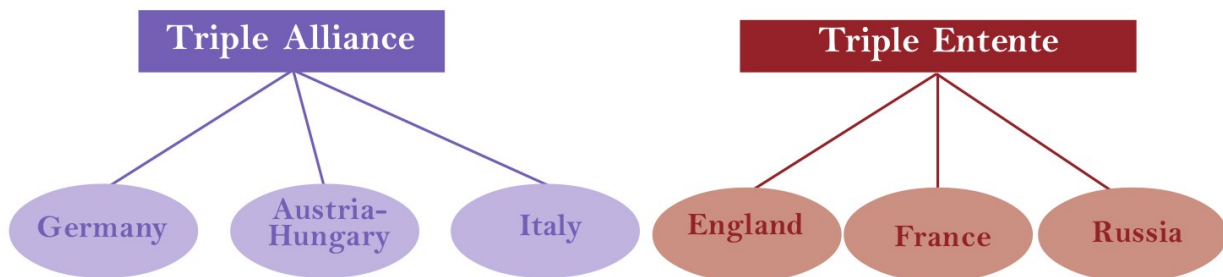 Triple Alliance
Triple Entente
Germany
Austria-
Hungary
Italy
England
France
Russia